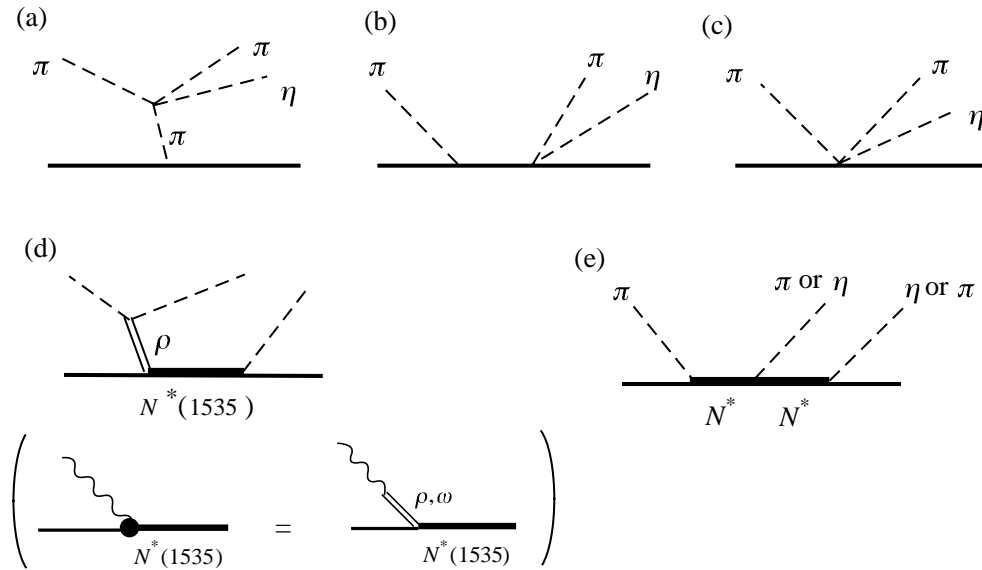 (a)
π
π
η
π
(b)
π
π
η
(c)
π
π
η
(d)
ρ
N*(1535)
(e)
π
π or η
η or π
N*
N*
N*(1535)
=
ρ, ω
N*(1535)